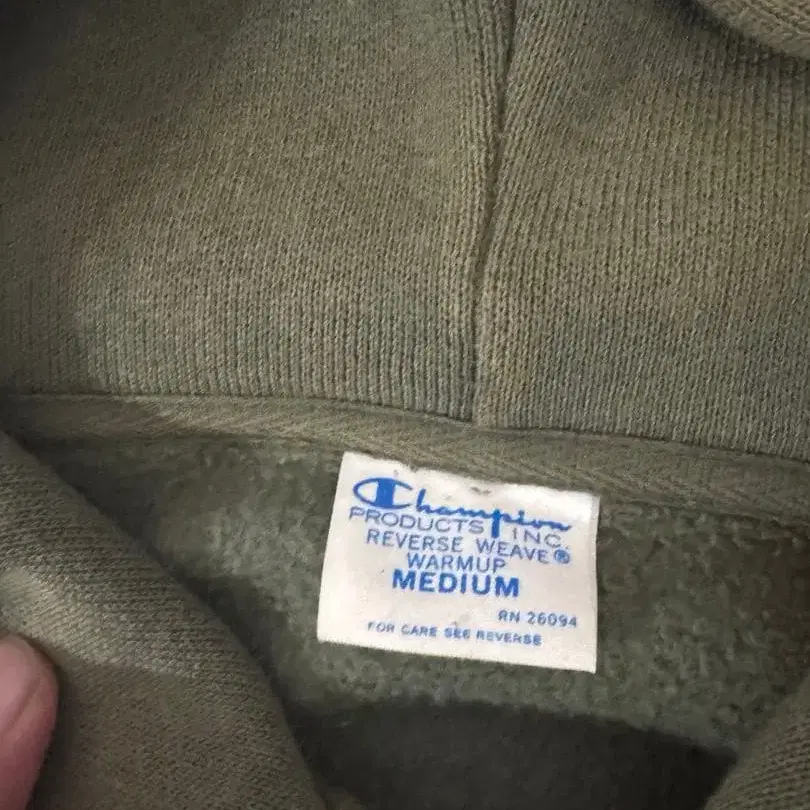 Champion
PRODUCTS INC.
REVERSE WEAVE®
WARMUP
MEDIUM
RN 26094
FOR CARE SEE REVERSE